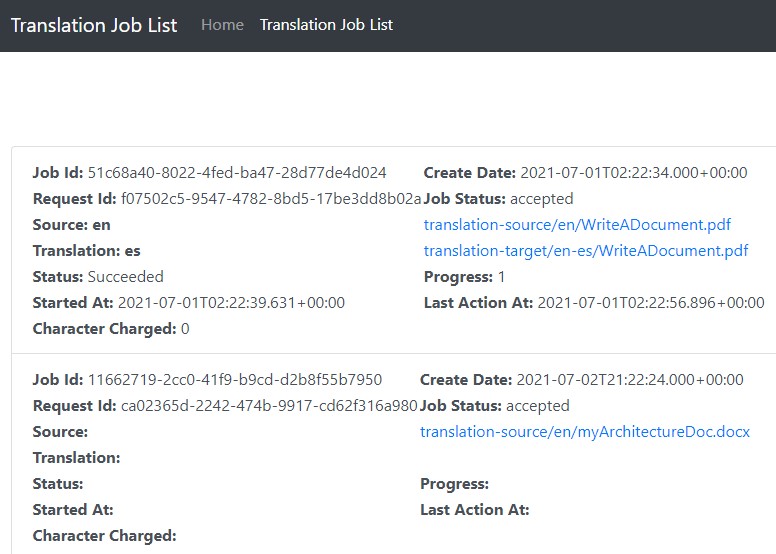 Translation Job List Home Translation Job List
Job Id: 51c68a40-8022-4fed-ba47-28d77de4d024 Create Date: 2021-07-01T02:22:34.000+00:00
Request Id: f07502c5-9547-4782-8bd5-17be3dd8b02a Job Status: accepted
Source: en translation-source/en/WriteADocument.pdf
Translation: es translation-target/en-es/WriteADocument.pdf
Status: Succeeded Progress: 1
Started At: 2021-07-01T02:22:39.631+00:00 Last Action At: 2021-07-01T02:22:56.896+00:00
Character Charged: 0
Job Id: 11662719-2cc0-41f9-b9cd-d2b8f55b7950 Create Date: 2021-07-02T21:22:24.000+00:00
Request Id: ca02365d-2242-474b-9917-cd62f316a980 Job Status: accepted
Source: translation-source/en/myArchitectureDoc.docx
Translation:
Status: Progress:
Started At: Last Action At:
Character Charged: